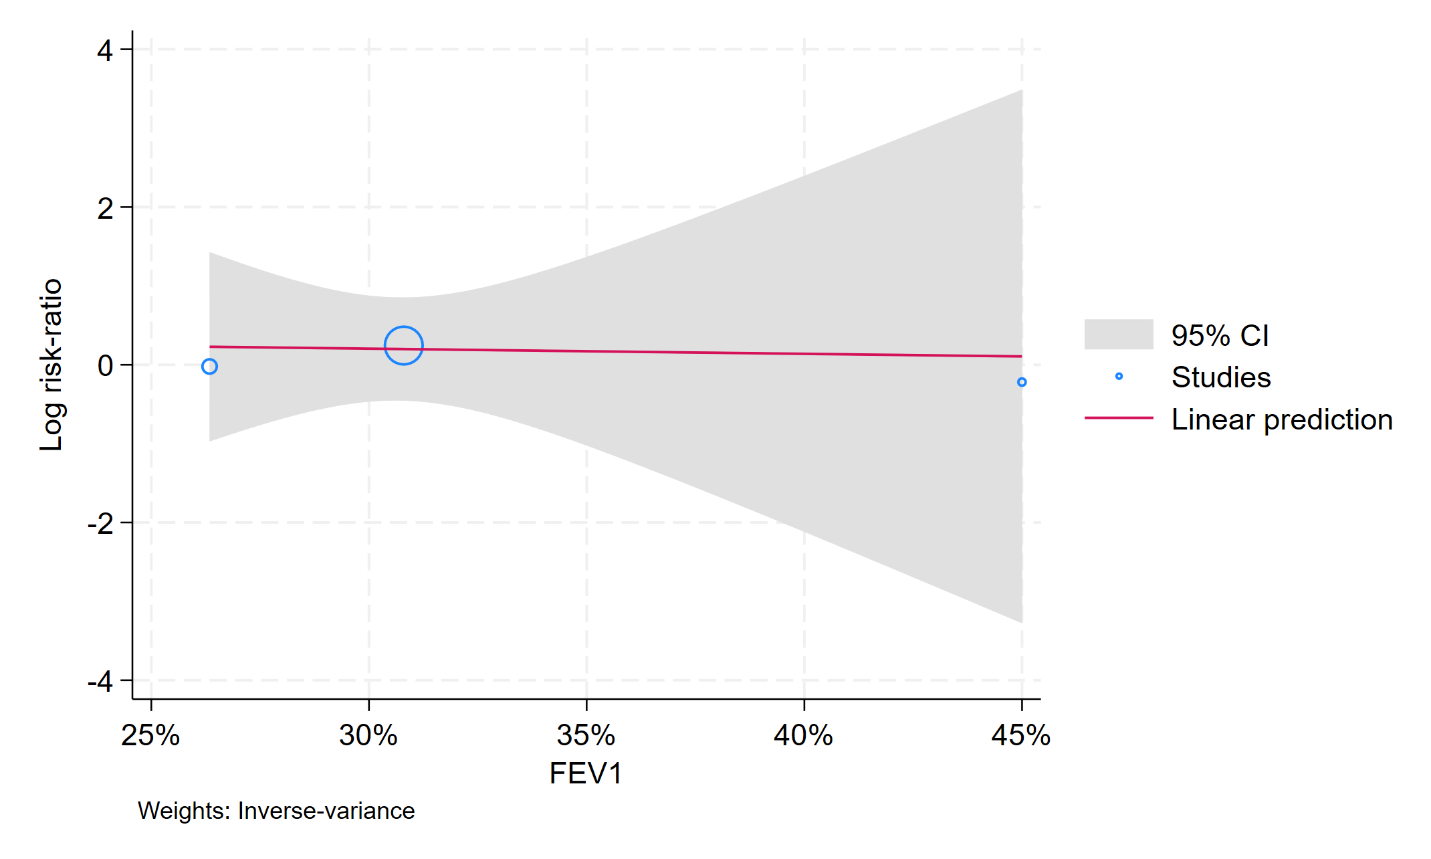 4
2
0
-2
-4
Log risk-ratio
25%
30%
35%
40%
45%
FEV1
Weights: Inverse-variance
95% CI
Studies
Linear prediction